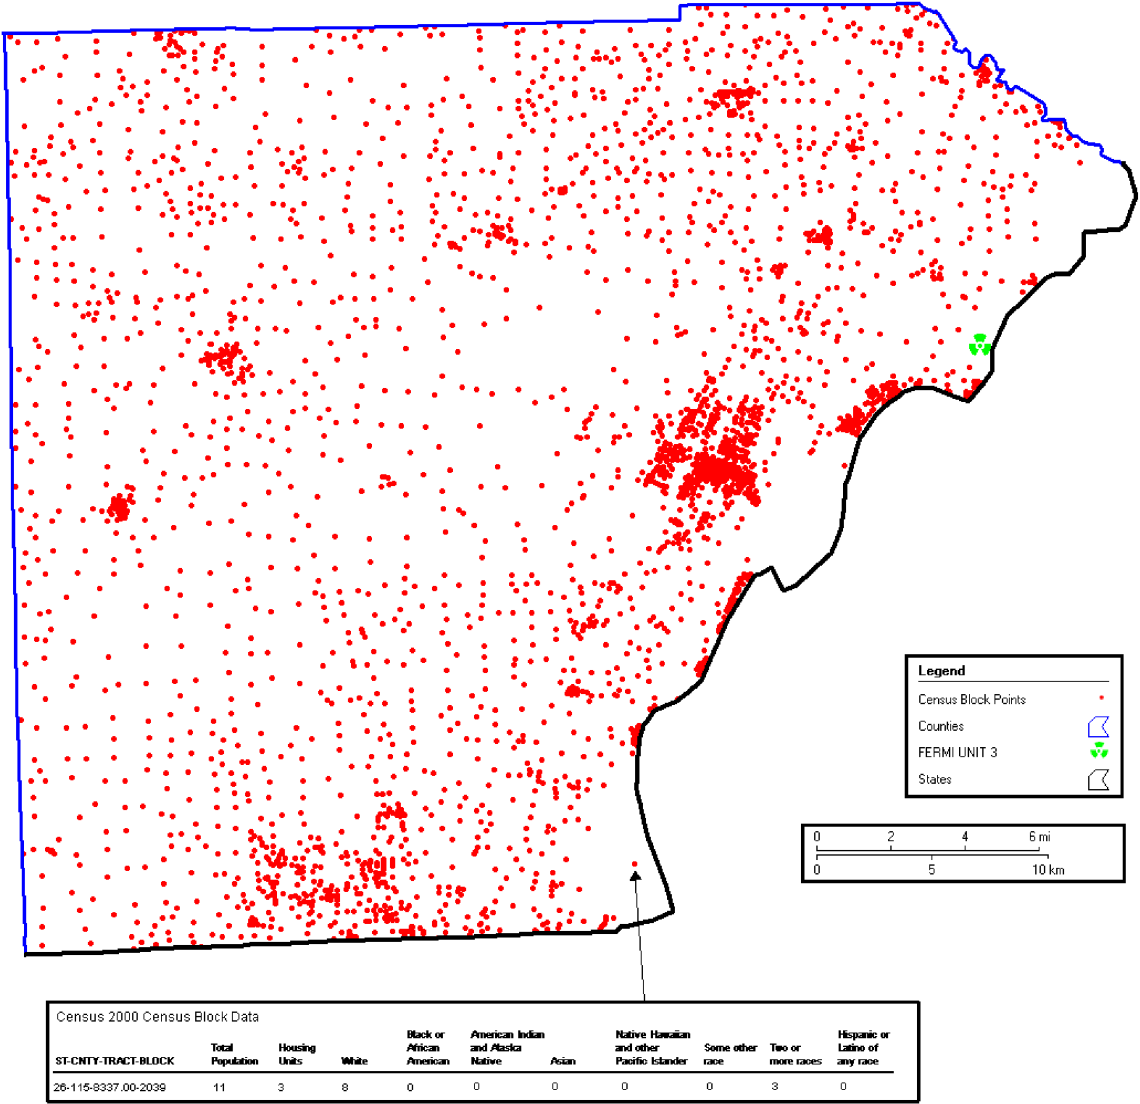 Legend
Census Block Points
Counties
FERMI UNIT 3
States
0 2 4 6 mi
0 5 10 km
Census 2000 Census Block Data
Black or American Indian Native Hawaiian Hispanic or
Total Housing African and Alaska and other Some other Two or Latino of
ST-CNTY-TRACT-BLOCK Population Units White American Native Asian Pacific Islander race more races any race
26-115-8337.00-2039 11 3 8 0 0 0 0 0 3 0